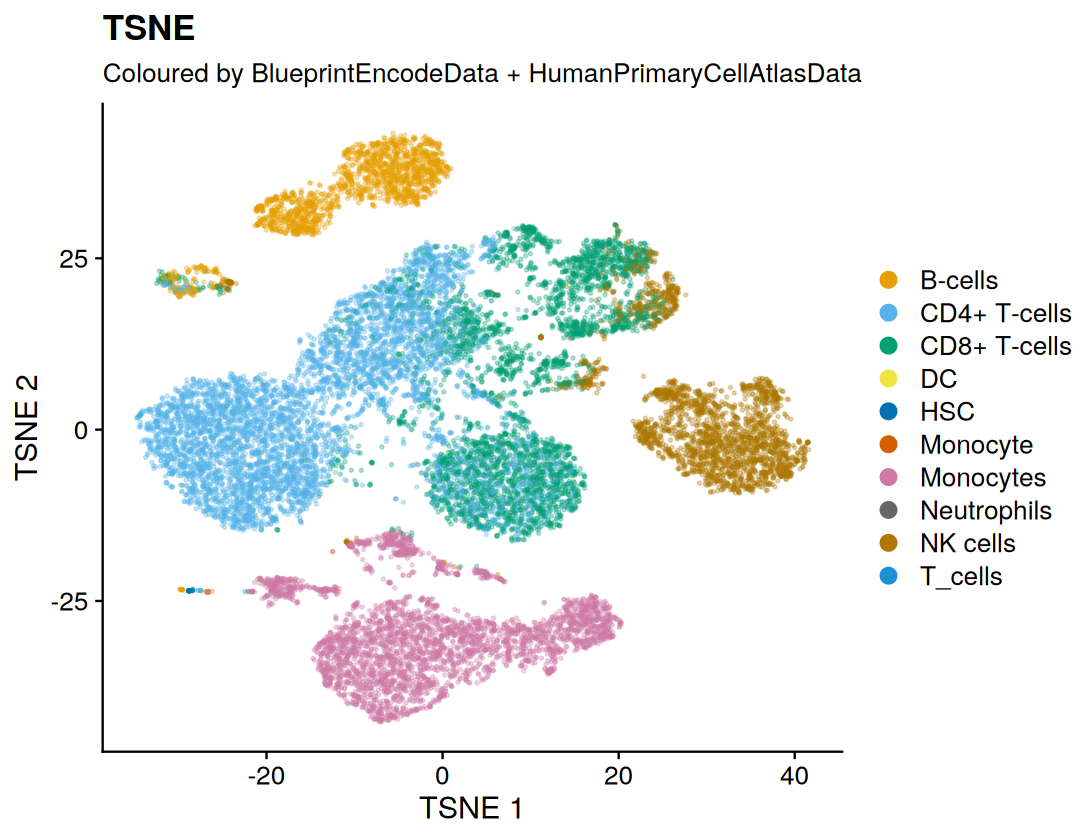 TSNE
Coloured by BlueprintEncodeData + HumanPrimaryCellAtlasData
TSNE 2
25
0
-25
-20
0
20
40
TSNE 1
B-cells
CD4+ T-cells
CD8+ T-cells
DC
HSC
Monocyte
Monocytes
Neutrophils
NK cells
T_cells